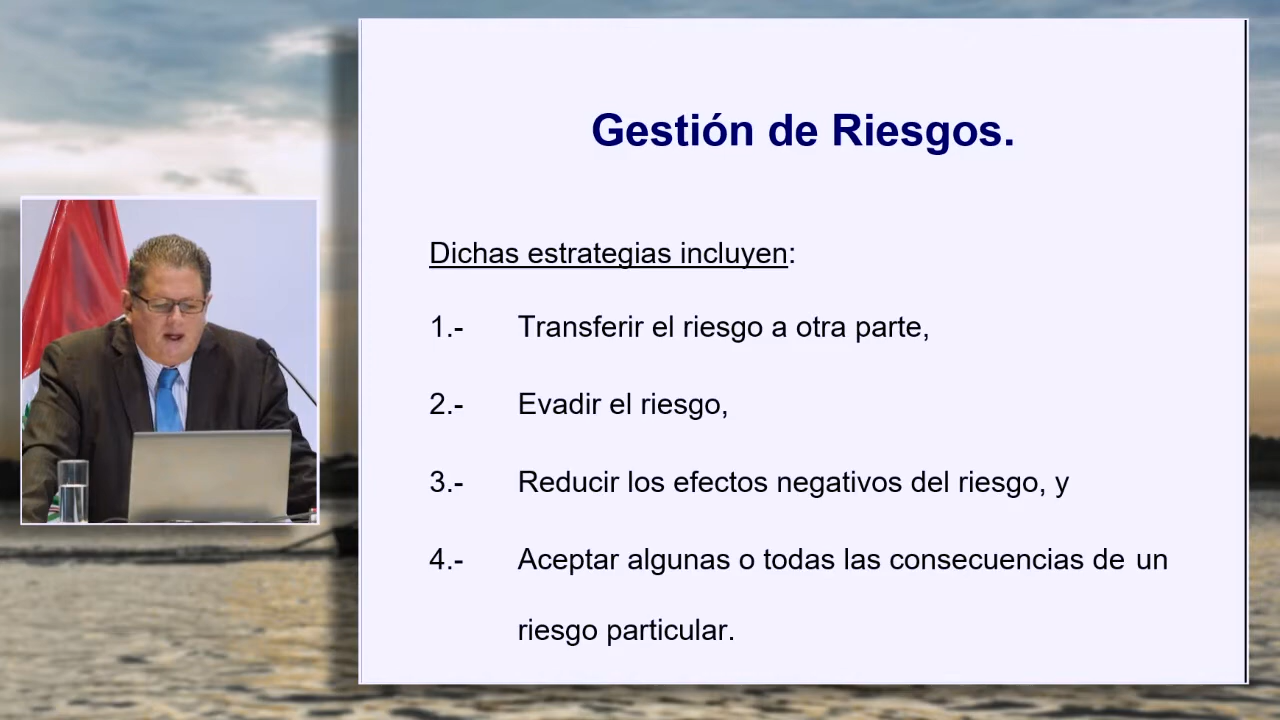 Gestión de Riesgos.
Dichas estrategias incluyen:
1.- Transferir el riesgo a otra parte,
2.- Evadir el riesgo,
3.- Reducir los efectos negativos del riesgo, y
4.- Aceptar algunas o todas las consecuencias de un
riesgo particular.